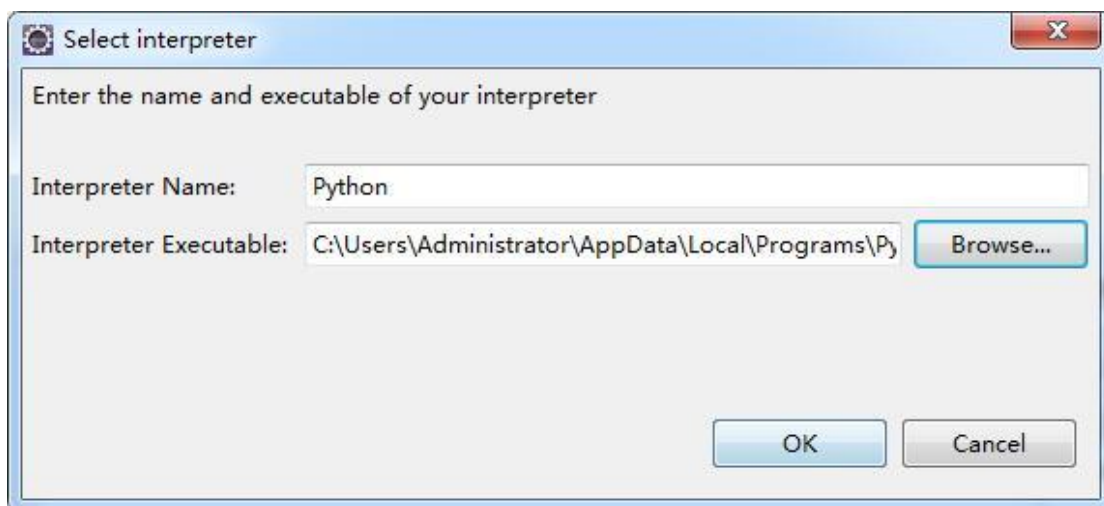 Select interpreter
Enter the name and executable of your interpreter
Interpreter Name: Python
Interpreter Executable: C:\Users\Administrator\AppData\Local\Programs\Py Browse...
OK Cancel